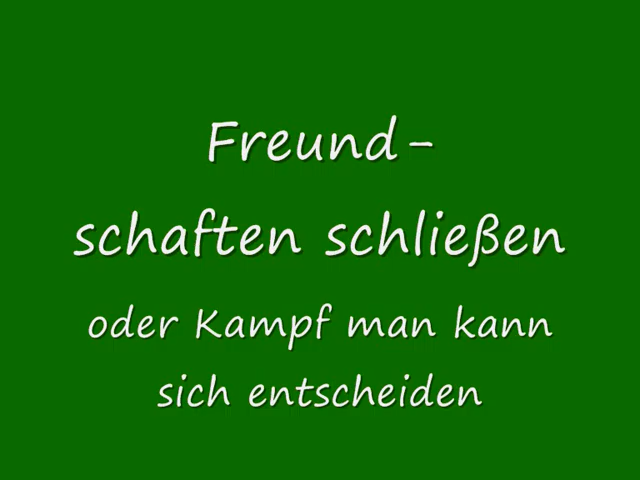 Freund-
schaften schließen
oder Kampf man kann
sich entscheiden